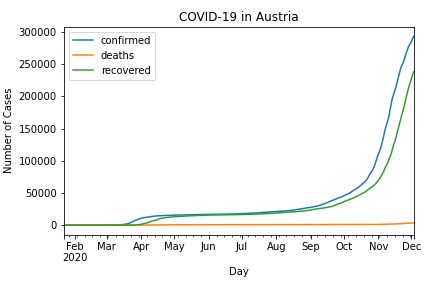 COVID-19 in Austria
confirmed
deaths
recovered
Number of Cases
300000
250000
200000
150000
100000
50000
0
Feb Mar Apr May Jun Jul Aug Sep Oct Nov Dec
2020
Day